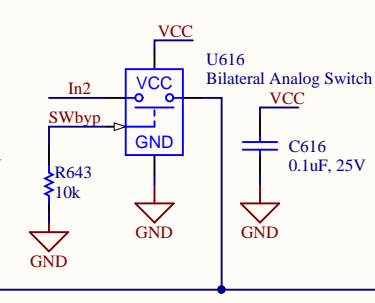 VCC
U616
Bilateral Analog Switch
VCC
In2
SWbyp
GND
VCC
C616
0.1uF, 25V
R643
10k
GND
GND
GND